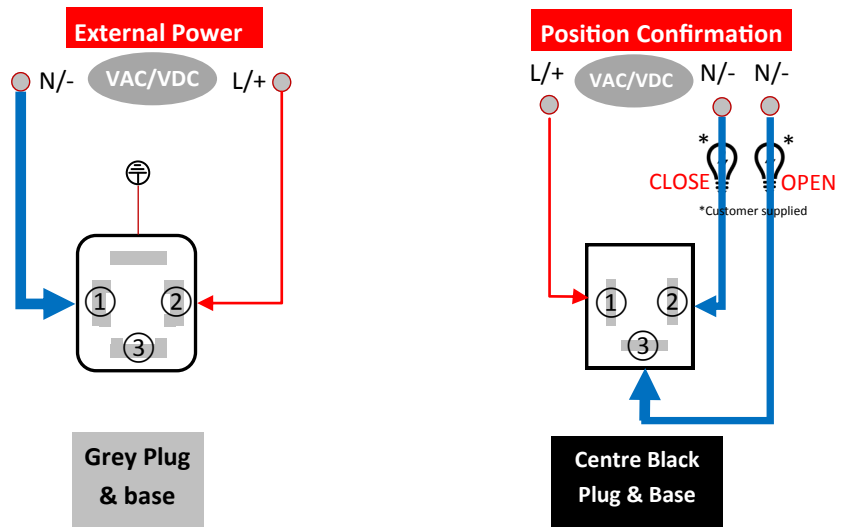 External Power
N/-
VAC/VDC
L/+
1
2
3
Grey Plug
& base
Position Confirmation
L/+
VAC/VDC
N/- N/-
* *
CLOSE
OPEN
*Customer supplied
1
2
3
Centre Black
Plug & Base